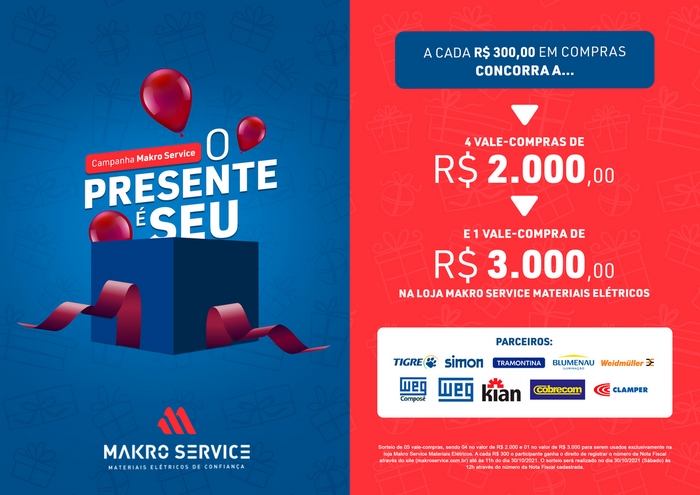 Campanha Makro Service
O
PRESENTE
É
SEU
MAKRO SERVICE
MATERIAIS ELÉTRICOS DE CONFIANÇA
A CADA R$ 300,00 EM COMPRAS
CONCORRA A...
4 VALE-COMPRAS DE
R$ 2.000,00
E 1 VALE-COMPRA DE
R$ 3.000,00
NA LOJA MAKRO SERVICE MATERIAIS ELÉTRICOS
PARCEIROS:
TIGRE simon TRAMONTINA BLUMENAU ILUMINAÇÃO Weidmüller
WEG Composé WEG kian cobrecom CLAMPER
Sorteio de 05 vale-compras, sendo 04 no valor de R$ 2.000 e 01 no valor de R$ 3.000 para serem usados exclusivamente na
loja Makro Service Materiais Elétricos. A cada R$ 300 o participante ganha o direito de registrar o número da Nota Fiscal
através do site (makroservice.com.br) até às 11h do dia 30/10/2021. O sorteio será realizado no dia 30/10/2021 (Sábado) às
12h através do número da Nota Fiscal cadastrada.